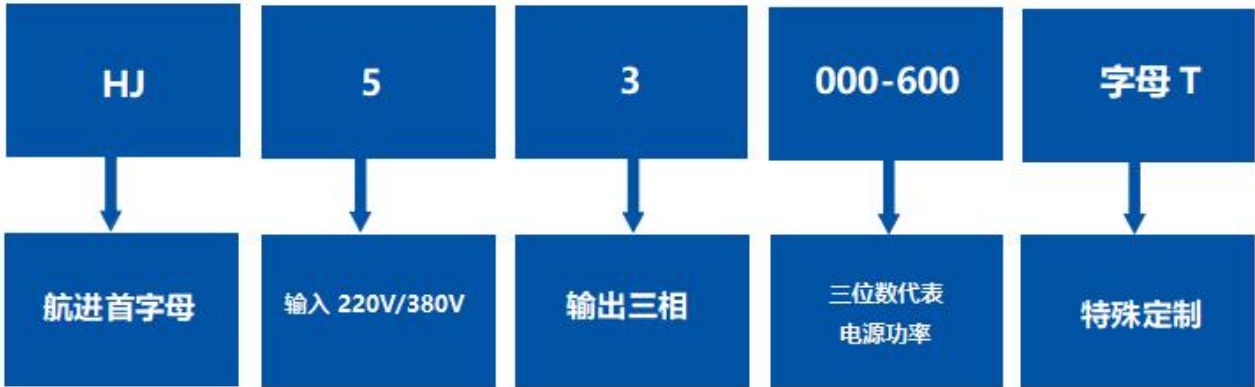 HJ
5
3
000-600
字母 T
航进首字母
输入 220V/380V
输出三相
三位数代表
电源功率
特殊定制